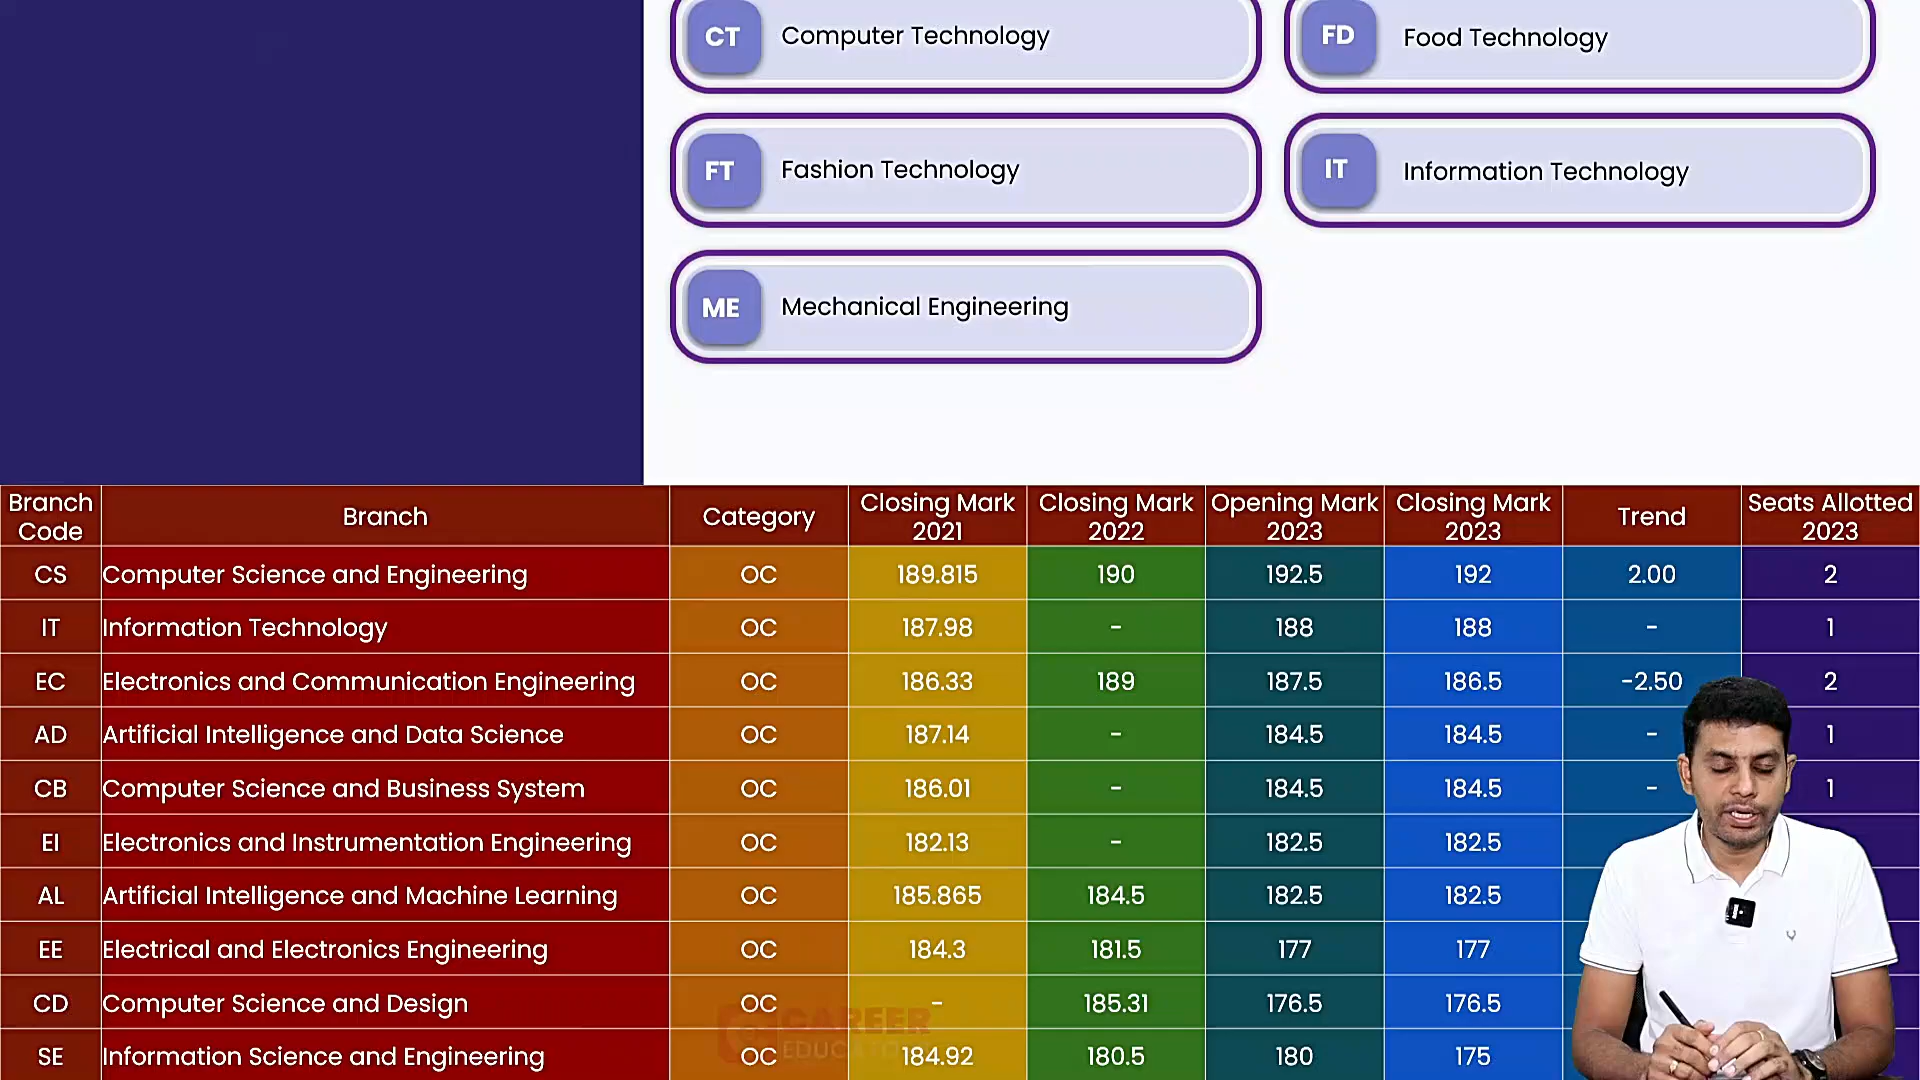 CT Computer Technology
FD Food Technology
FT Fashion Technology
IT Information Technology
ME Mechanical Engineering
Branch Code Branch Category Closing Mark 2021 Closing Mark 2022 Opening Mark 2023 Closing Mark 2023 Trend Seats Allotted 2023
CS Computer Science and Engineering OC 189.815 190 192.5 192 2.00 2
IT Information Technology OC 187.98 - 188 188 - 1
EC Electronics and Communication Engineering OC 186.33 189 187.5 186.5 -2.50 2
AD Artificial Intelligence and Data Science OC 187.14 - 184.5 184.5 - 1
CB Computer Science and Business System OC 186.01 - 184.5 184.5 - 1
EI Electronics and Instrumentation Engineering OC 182.13 - 182.5 182.5
AL Artificial Intelligence and Machine Learning OC 185.865 184.5 182.5 182.5
EE Electrical and Electronics Engineering OC 184.3 181.5 177 177
CD Computer Science and Design OC - 185.31 176.5 176.5
CAREER
SE Information Science and Engineering OC 184.92 180.5 180 175